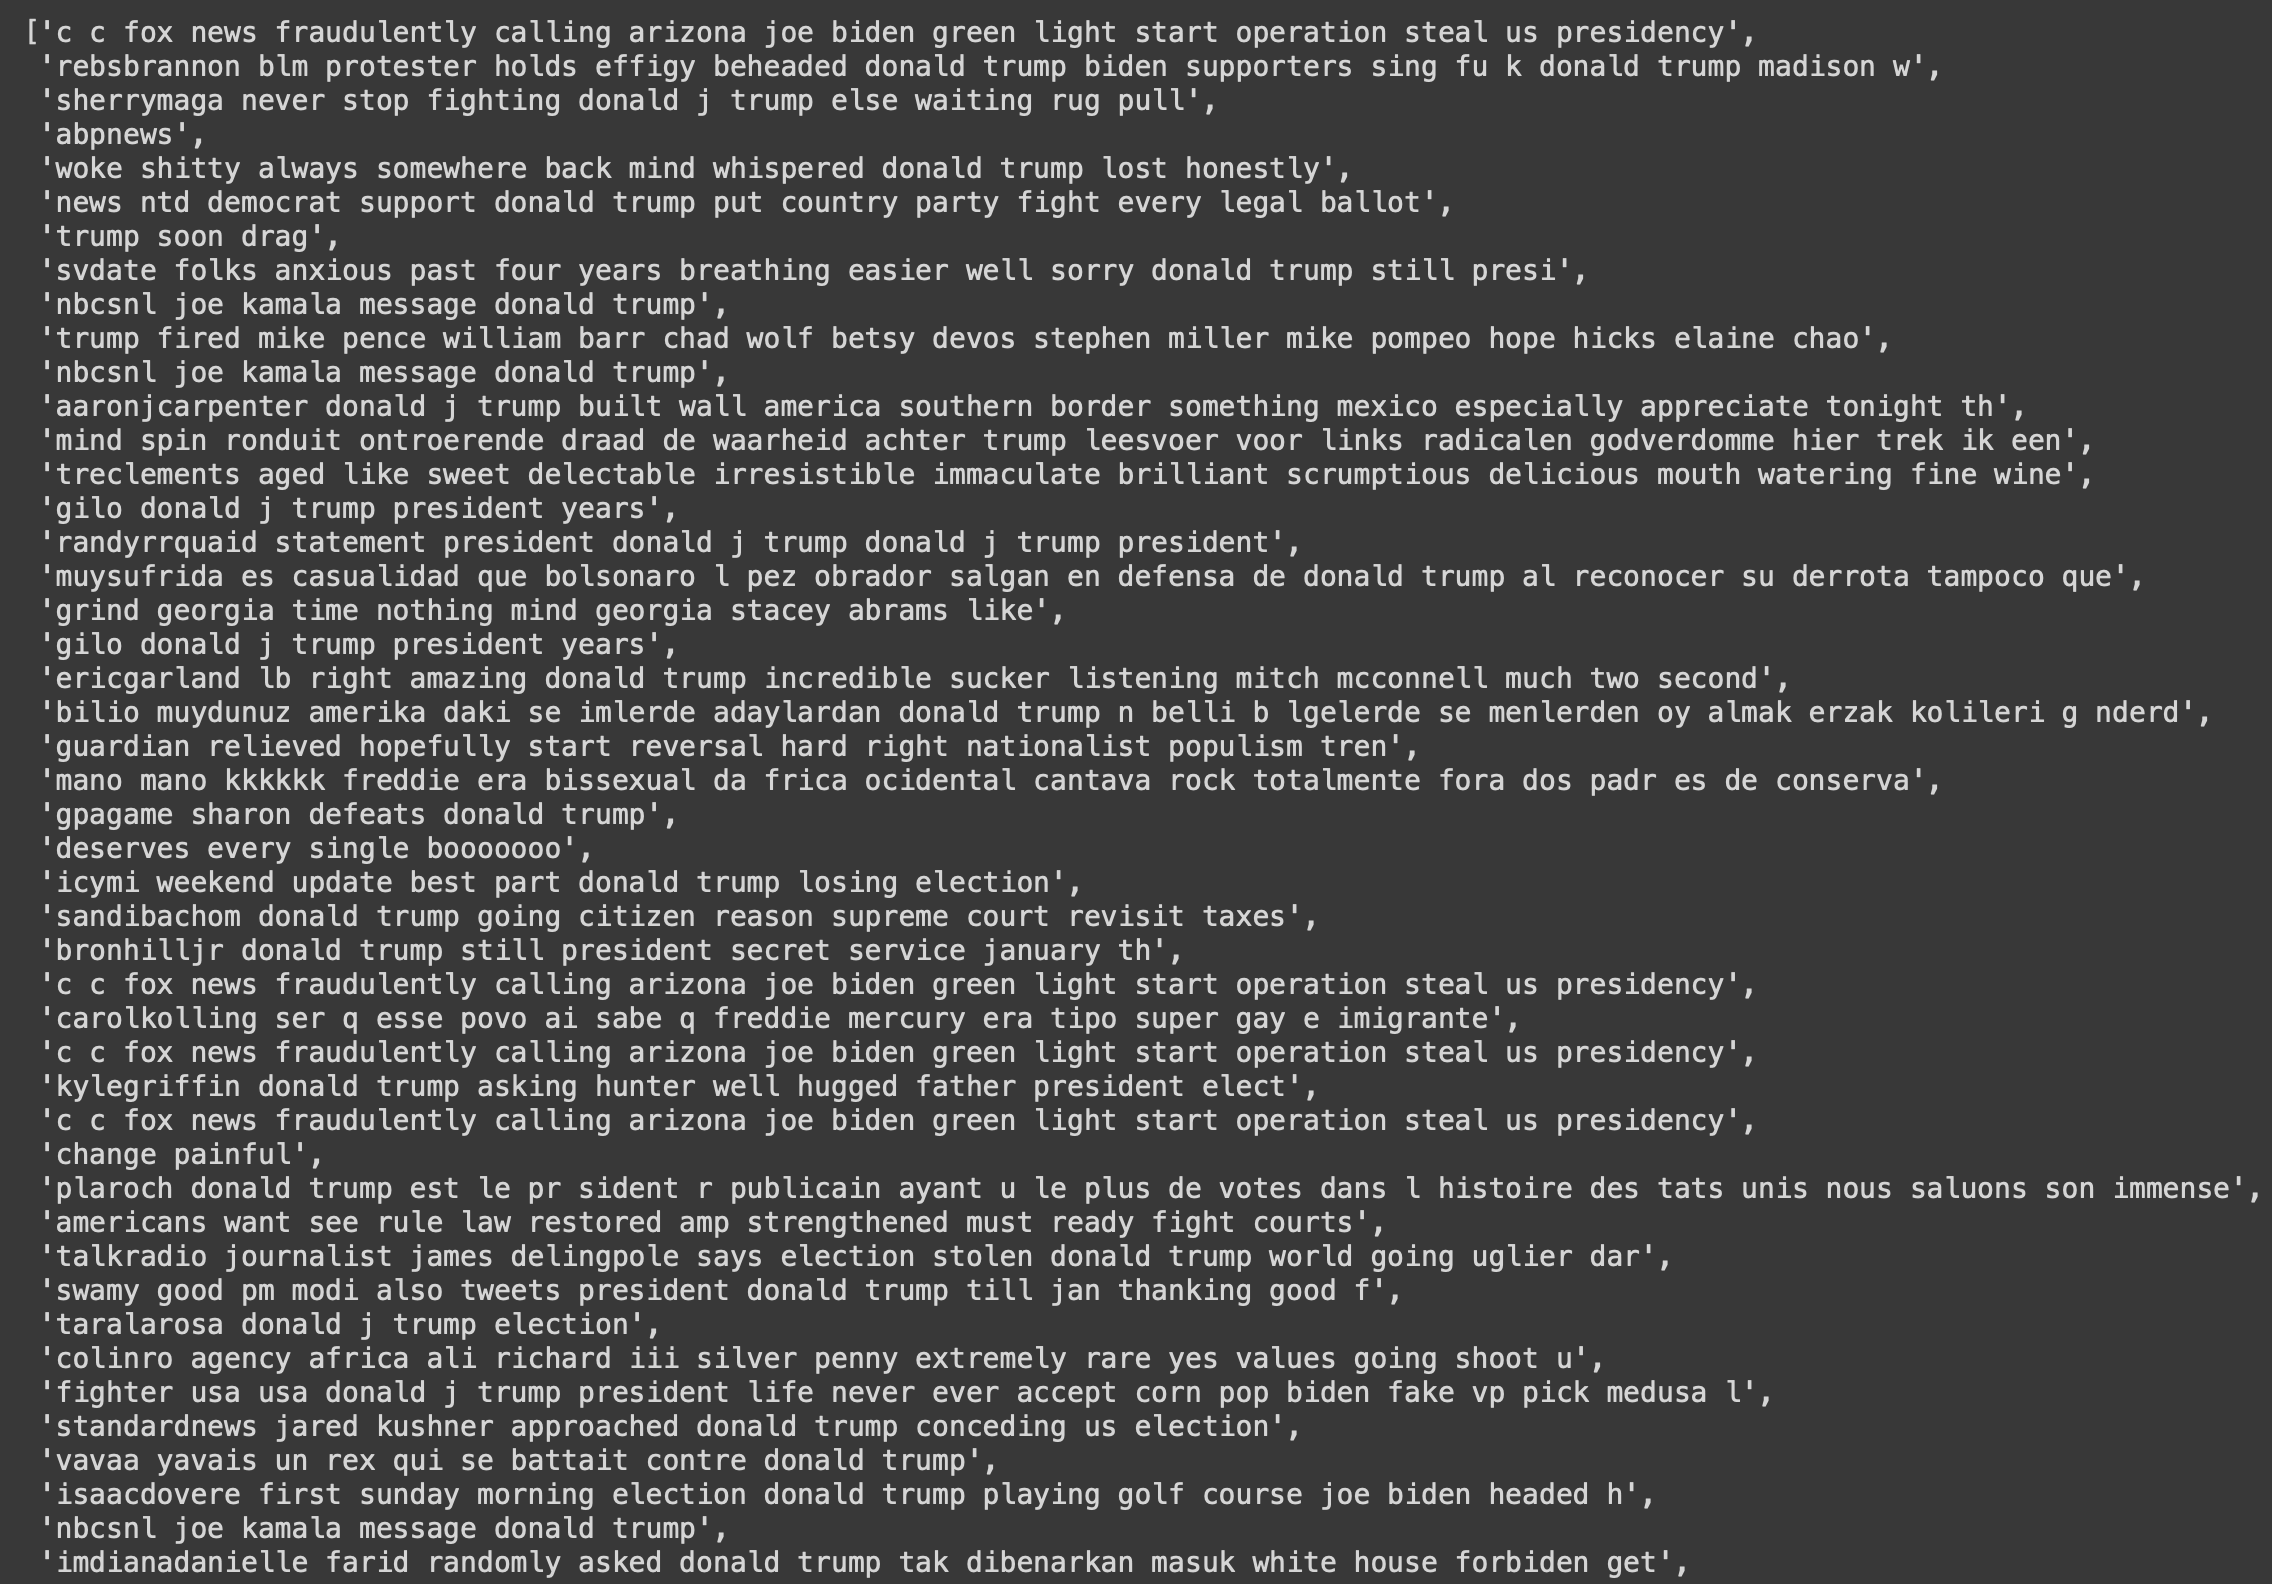 ['c c fox news fraudulently calling arizona joe biden green light start operation steal us presidency',
'rebsbrannon blm protester holds effigy beheaded donald trump biden supporters sing fu k donald trump madison w',
'sherrymaga never stop fighting donald j trump else waiting rug pull',
'abpnews',
'woke shitty always somewhere back mind whispered donald trump lost honestly',
'news ntd democrat support donald trump put country party fight every legal ballot',
'trump soon drag',
'svdate folks anxious past four years breathing easier well sorry donald trump still presi',
'nbcsnl joe kamala message donald trump',
'trump fired mike pence william barr chad wolf betsy devos stephen miller mike pompeo hope hicks elaine chao',
'nbcsnl joe kamala message donald trump',
'aaronjcarpenter donald j trump built wall america southern border something mexico especially appreciate tonight th',
'mind spin ronduit ontroerende draad de waarheid achter trump leesvoer voor links radicalen godverdomme hier trek ik een',
'treclements aged like sweet delectable irresistible immaculate brilliant scrumptious delicious mouth watering fine wine',
'gilo donald j trump president years',
'randyrrquaid statement president donald j trump donald j trump president',
'muysufrida es casualidad que bolsonaro l pez obrador salgan en defensa de donald trump al reconocer su derrota tampoco que',
'grind georgia time nothing mind georgia stacey abrams like',
'gilo donald j trump president years',
'ericgarland lb right amazing donald trump incredible sucker listening mitch mcconnell much two second',
'bilio muydunuz amerika daki se imlerde adaylardan donald trump n belli b lgelerde se menlerden oy almak erzak kolileri g nderd',
'guardian relieved hopefully start reversal hard right nationalist populism tren',
'mano mano kkkkkk freddie era bissexual da frica ocidental cantava rock totalmente fora dos padr es de conserva',
'gpagame sharon defeats donald trump',
'deserves every single booooooo',
'icymi weekend update best part donald trump losing election',
'sandibachom donald trump going citizen reason supreme court revisit taxes',
'bronhilljr donald trump still president secret service january th',
'c c fox news fraudulently calling arizona joe biden green light start operation steal us presidency',
'carolkolling ser q esse povo ai sabe q freddie mercury era tipo super gay e imigrante',
'c c fox news fraudulently calling arizona joe biden green light start operation steal us presidency',
'kylegriffin donald trump asking hunter well hugged father president elect',
'c c fox news fraudulently calling arizona joe biden green light start operation steal us presidency',
'change painful',
'plaroch donald trump est le pr sident r publicain ayant u le plus de votes dans l histoire des tats unis nous saluons son immense',
'americans want see rule law restored amp strengthened must ready fight courts',
'talkradio journalist james delingpole says election stolen donald trump world going uglier dar',
'swamy good pm modi also tweets president donald trump till jan thanking good f',
'taralarosa donald j trump election',
'colinro agency africa ali richard iii silver penny extremely rare yes values going shoot u',
'fighter usa usa donald j trump president life never ever accept corn pop biden fake vp pick medusa l',
'standardnews jared kushner approached donald trump conceding us election',
'vavaa yavais un rex qui se battait contre donald trump',
'isaacdovere first sunday morning election donald trump playing golf course joe biden headed h',
'nbcsnl joe kamala message donald trump',
'imdianadanielle farid randomly asked donald trump tak dibenarkan masuk white house forbiden get',